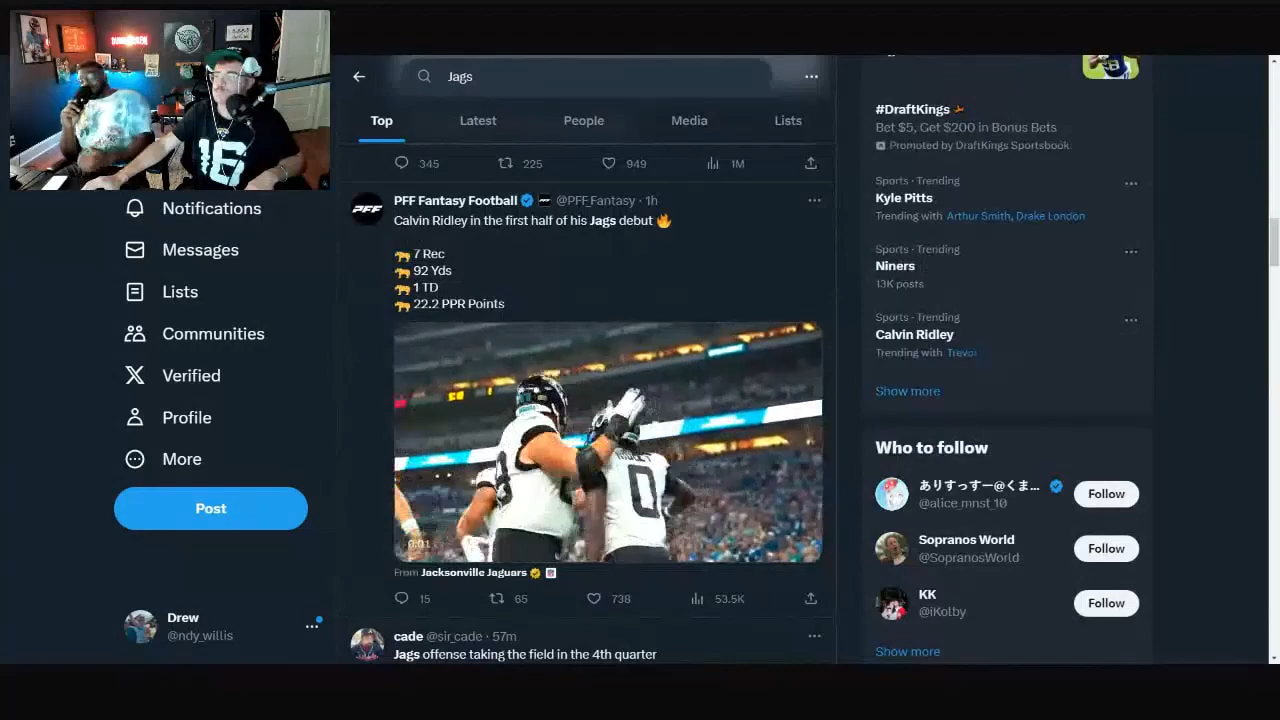 Jags
Top
Latest
People
Media
Lists
345
225
949
1M
PFF Fantasy Football @PFF_Fantasy · 1h
Calvin Ridley in the first half of his Jags debut 🔥
🐆 7 Rec
🐆 92 Yds
🐆 1 TD
🐆 22.2 PPR Points
0
0:01
From Jacksonville Jaguars
15
65
738
53.5K
cade @sir_cade · 57m
Jags offense taking the field in the 4th quarter
16
Notifications
Messages
Lists
Communities
Verified
Profile
More
Post
Drew
@ndy_willis
#DraftKings
Bet $5, Get $200 in Bonus Bets
Promoted by DraftKings Sportsbook
Sports · Trending
Kyle Pitts
Trending with Arthur Smith, Drake London
Sports · Trending
Niners
13K posts
Sports · Trending
Calvin Ridley
Trending with Trevor
Show more
Who to follow
ありすっすー@くま...
@alice_mnst_10
Follow
Sopranos World
@SopranosWorld
Follow
KK
@iKolby
Follow
Show more